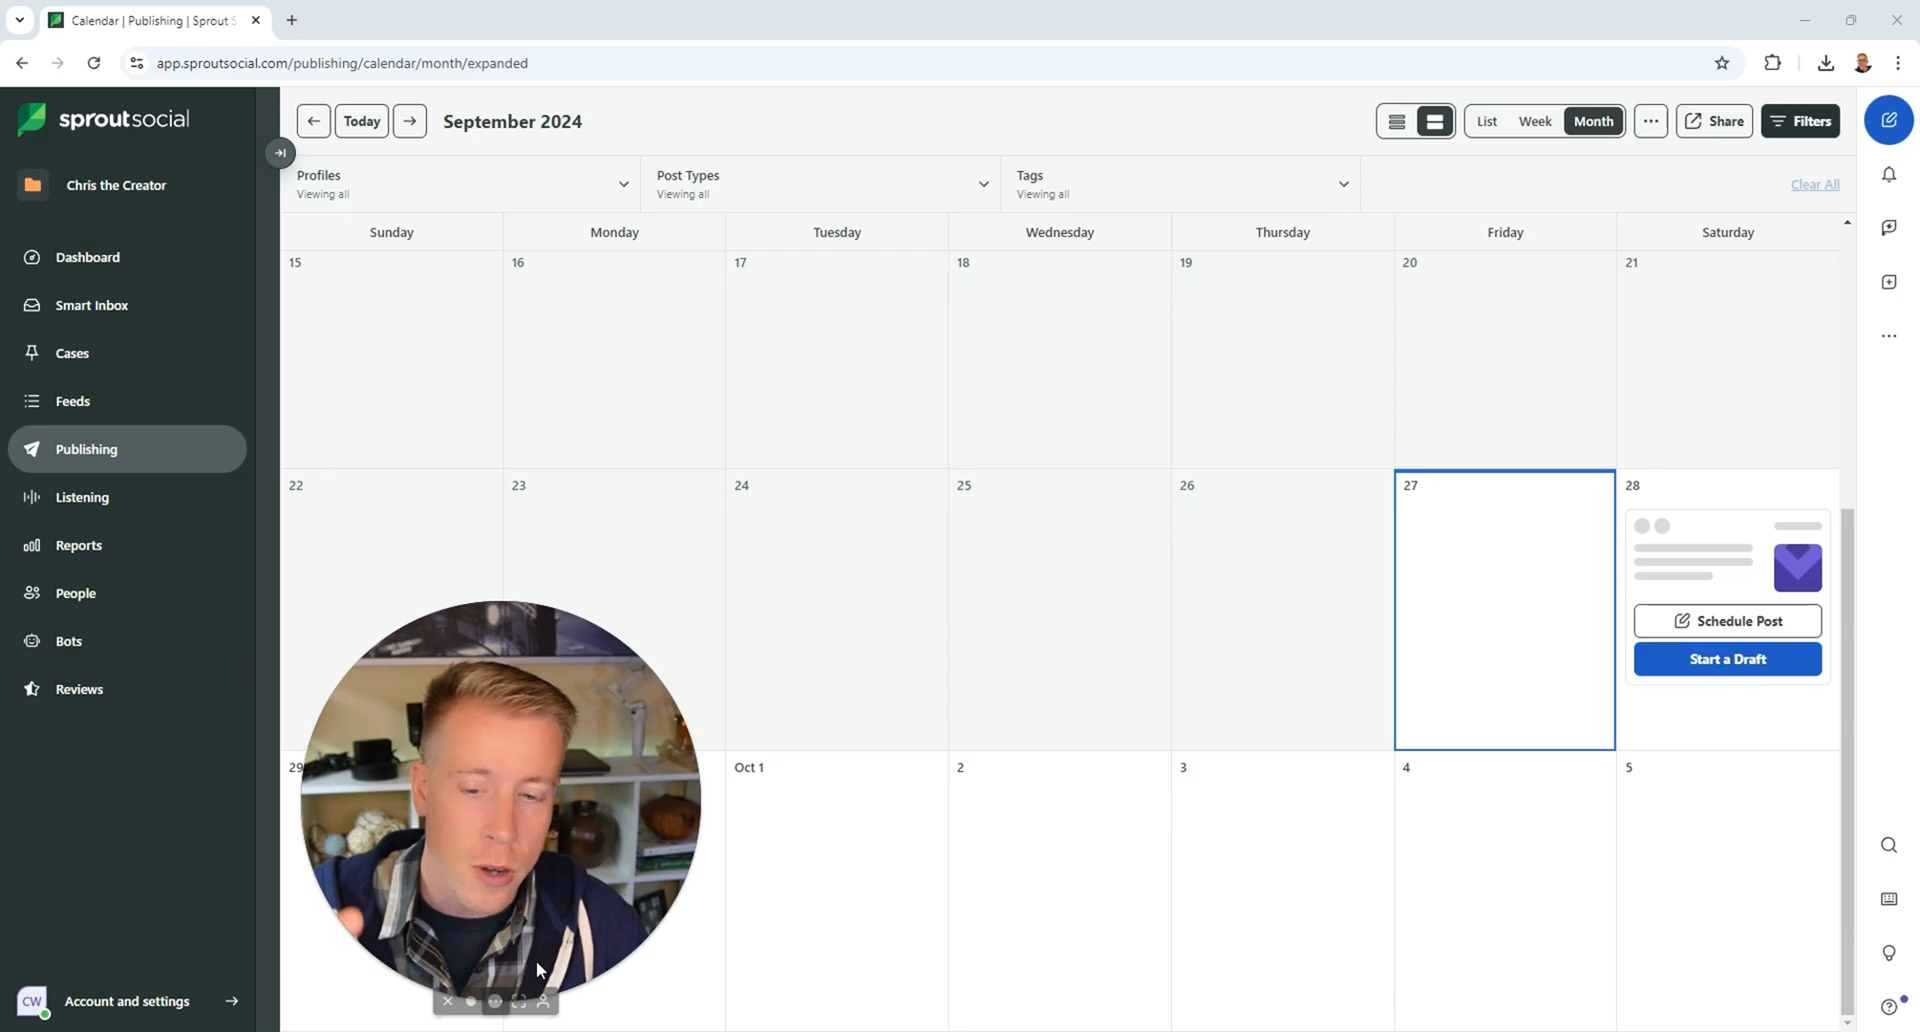 Calendar | Publishing | Sprout S
app.sproutsocial.com/publishing/calendar/month/expanded
sproutsocial
Chris the Creator
Dashboard
Smart Inbox
Cases
Feeds
Publishing
Listening
Reports
People
Bots
Reviews
CW
Account and settings
Today
September 2024
List
Week
Month
Share
Filters
Profiles
Viewing all
Post Types
Viewing all
Tags
Viewing all
Clear All
Sunday
Monday
Tuesday
Wednesday
Thursday
Friday
Saturday
15
16
17
18
19
20
21
22
23
24
25
26
27
28
Schedule Post
Start a Draft
29
Oct 1
2
3
4
5